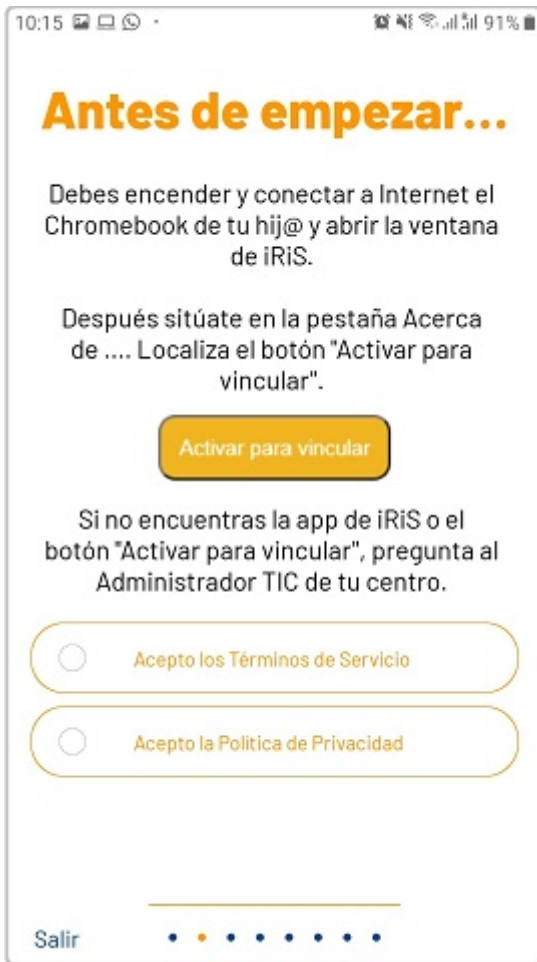 10:15
91%
Antes de empezar...
Debes encender y conectar a Internet el
Chromebook de tu hij@ y abrir la ventana
de iRiS.
Después sitúate en la pestaña Acerca
de .... Localiza el botón "Activar para
vincular".
Activar para vincular
Si no encuentras la app de iRiS o el
botón "Activar para vincular", pregunta al
Administrador TIC de tu centro.
Acepto los Términos de Servicio
Acepto la Politica de Privacidad
Salir